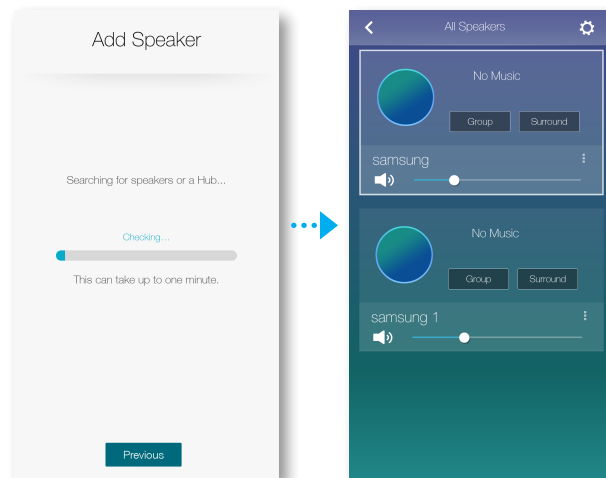 Add Speaker
Searching for speakers or a Hub...
Checking...
This can take up to one minute.
Previous
All Speakers
No Music
Group Surround
samsung
No Music
Group Surround
samsung 1